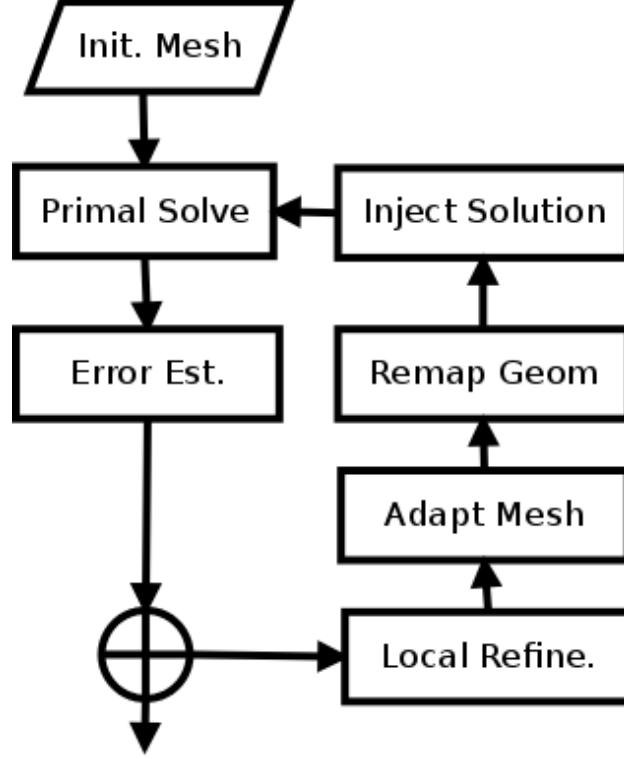 Init. Mesh
Primal Solve
Inject Solution
Error Est.
Remap Geom
Adapt Mesh
Local Refine.